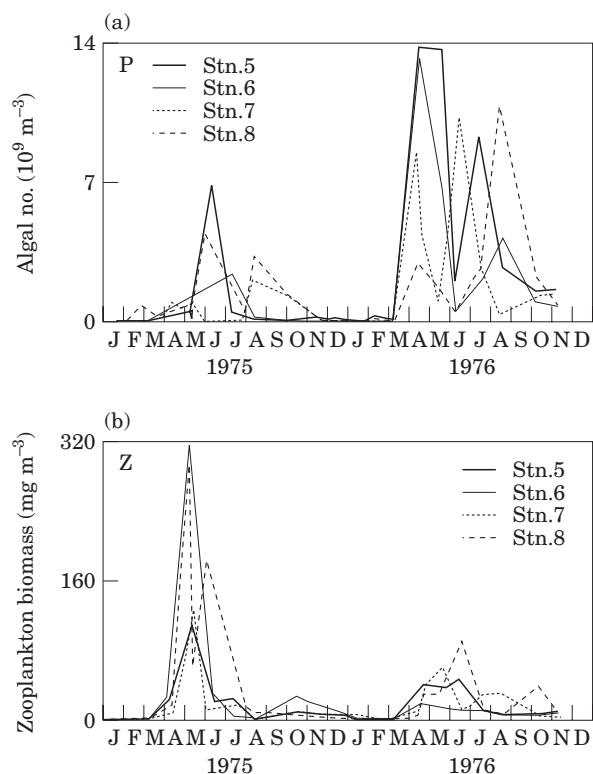 (a)
14
P
Stn.5
Stn.6
Stn.7
Stn.8
7
0
Algal no. (10⁹ m⁻³)
J F M A M J J A S O N D J F M A M J J A S O N D
1975 1976
(b)
320
Z
Stn.5
Stn.6
Stn.7
Stn.8
160
0
Zooplankton biomass (mg m⁻³)
J F M A M J J A S O N D J F M A M J J A S O N D
1975 1976